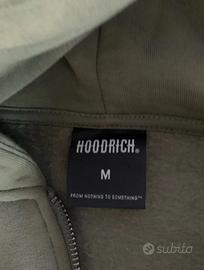 HOODRICH®
M
FROM NOTHING TO SOMETHING™
subito